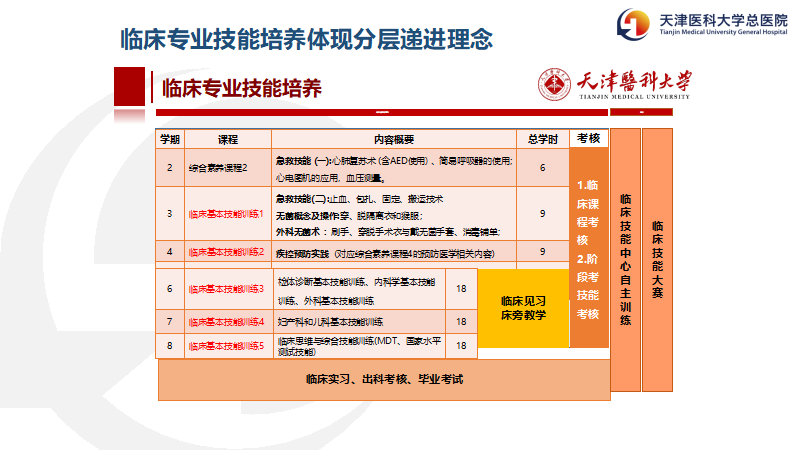 临床专业技能培养体现分层递进理念
天津医科大学总医院
Tianjin Medical University General Hospital
临床专业技能培养
天津醫科大学
TIANJIN MEDICAL UNIVERSITY
学期 课程 内容概要 总学时 考核
2 综合素养课程2 急救技能 (一):心肺复苏术 (含AED使用) 、简易呼吸器的使用;
心电图机的应用，血压测量。 6
3 临床基本技能训练1 急救技能(二):止血、包扎、固定、搬运技术
无菌概念及操作:穿、脱隔离衣和猴服;
外科无菌术 ：刷手、穿脱手术衣与戴无菌手套、消毒铺单; 9
4 临床基本技能训练2 疾控预防实践（对应综合素养课程4的预防医学相关内容） 9
6 临床基本技能训练3 检体诊断基本技能训练、内科学基本技能
训练、外科基本技能训练 18
7 临床基本技能训练4 妇产科和儿科基本技能训练 18
8 临床基本技能训练5 临床思维与综合技能训练(MDT、国家水平
测试技能) 18
临床见习
床旁教学
1.临
床课
程考
核
2.阶
段考
技能
考核
临床技能中心自主训练
临床技能大赛
临床实习、出科考核、毕业考试